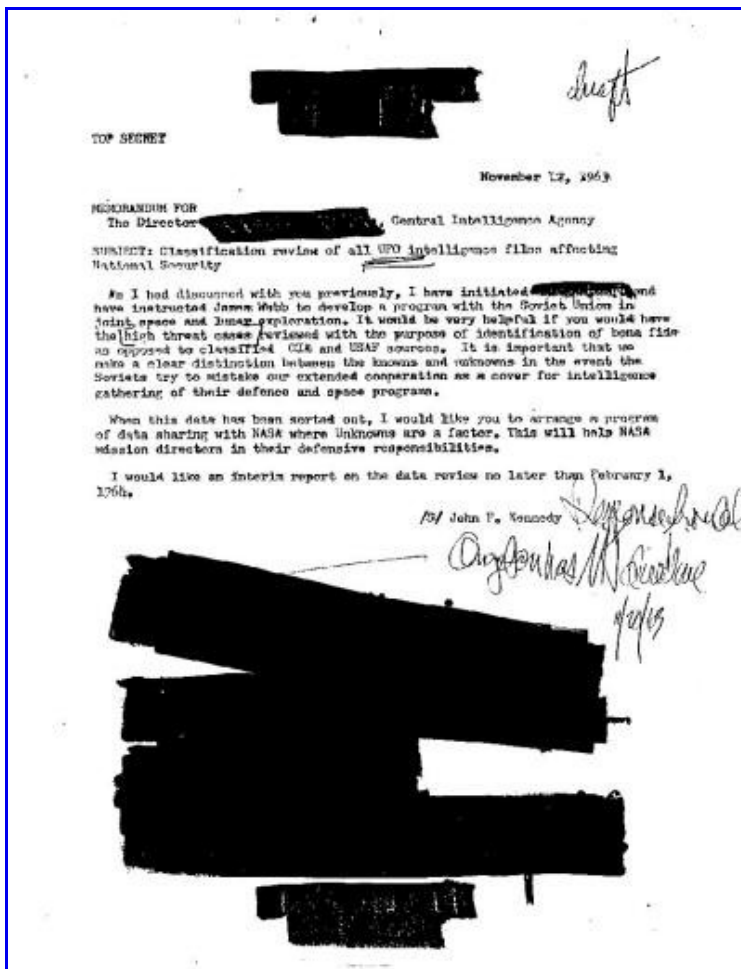 draft
TOP SECRET
November 12, 1963
MEMORANDUM FOR
The Director, Central Intelligence Agency
SUBJECT: Classification review of all UFO intelligence files affecting
National Security
As I had discussed with you previously, I have initiated and
have instructed James Webb to develop a program with the Soviet Union in
joint space and lunar exploration. It would be very helpful if you would have
the high threat cases reviewed with the purpose of identification of bona fide
as opposed to classified CIA and USAF sources. It is important that we
make a clear distinction between the knowns and unknowns in the event the
Soviets try to mistake our extended cooperation as a cover for intelligence
gathering of their defence and space programs.
When this data has been sorted out, I would like you to arrange a program
of data sharing with NASA where Unknowns are a factor. This will help NASA
mission directors in their defensive responsibilities.
I would like an interim report on the data review no later than February 1,
1964.
/S/ John F. Kennedy